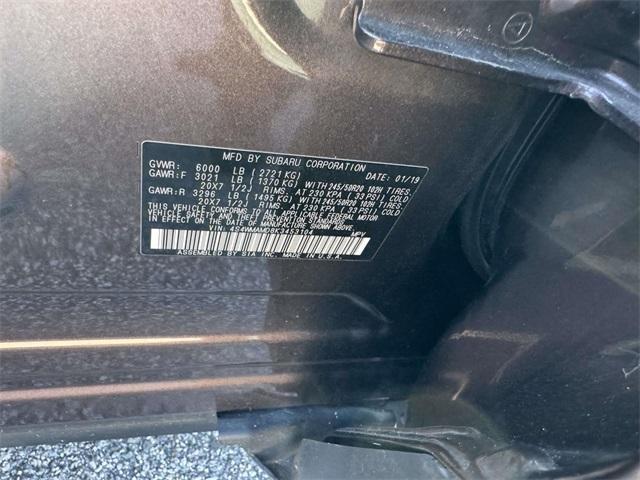 MFD BY SUBARU CORPORATION
GVWR: 6000 LB (2721 KG) DATE: 01/19
GAWR:F 3021 LB (1370 KG) WITH 245/50R20 102H TIRES,
20X7 1/2J RIMS, AT 230 KPA (33 PSI) COLD
GAWR:R 3296 LB (1495 KG) WITH 245/50R20 102H TIRES,
20X7 1/2J RIMS, AT 230 KPA (33 PSI) COLD
THIS VEHICLE CONFORMS TO ALL APPLICABLE FEDERAL MOTOR
VEHICLE SAFETY AND THEFT PREVENTION STANDARDS
IN EFFECT ON THE DATE OF MANUFACTURE SHOWN ABOVE.
VIN: 4S4WMAMD8K3453104 MPV
ASSEMBLED BY SIA INC. MADE IN U.S.A.